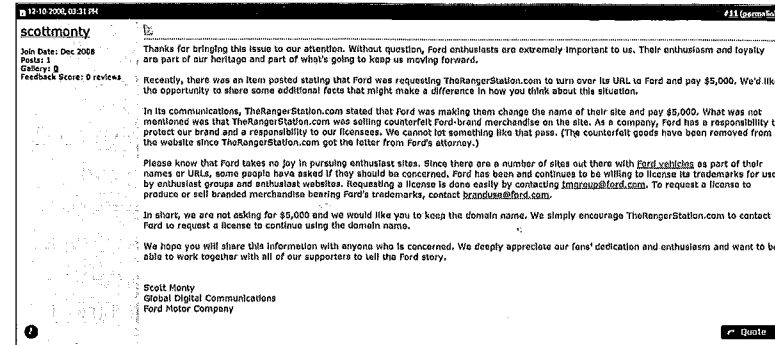 12-10-2008, 03:31 PM
#11 (permalink)
scottmonty
Join Date: Dec 2008
Posts: 1
Gallery: 0
Feedback Score: 0 reviews
Thanks for bringing this issue to our attention. Without question, Ford enthusiasts are extremely important to us. Their enthusiasm and loyalty
are part of our heritage and part of what's going to keep us moving forward.
Recently, there was an item posted stating that Ford was requesting TheRangerStation.com to turn over its URL to Ford and pay $5,000. We'd like
the opportunity to share some additional facts that might make a difference in how you think about this situation.
In its communications, TheRangerStation.com stated that Ford was making them change the name of their site and pay $5,000. What was not
mentioned was that TheRangerStation.com was selling counterfeit Ford-brand merchandise on the site. As a company, Ford has a responsibility t
protect our brand and a responsibility to our licensees. We cannot let something like that pass. (The counterfeit goods have been removed from
the website since TheRangerStation.com got the letter from Ford's attorney.)
Please know that Ford takes no joy in pursuing enthusiast sites. Since there are a number of sites out there with Ford vehicles as part of their
names or URLs, some people have asked if they should be concerned. Ford has been and continues to be willing to license its trademarks for use
by enthusiast groups and enthusiast websites. Requesting a license is done easily by contacting tmgroup@ford.com. To request a license to
produce or sell branded merchandise bearing Ford's trademarks, contact branduse@ford.com.
In short, we are not asking for $5,000 and we would like you to keep the domain name. We simply encourage TheRangerStation.com to contact
Ford to request a license to continue using the domain name.
We hope you will share this information with anyone who is concerned. We deeply appreciate our fans' dedication and enthusiasm and want to be
able to work together with all of our supporters to tell the Ford story.
Scott Monty
Global Digital Communications
Ford Motor Company
Quote